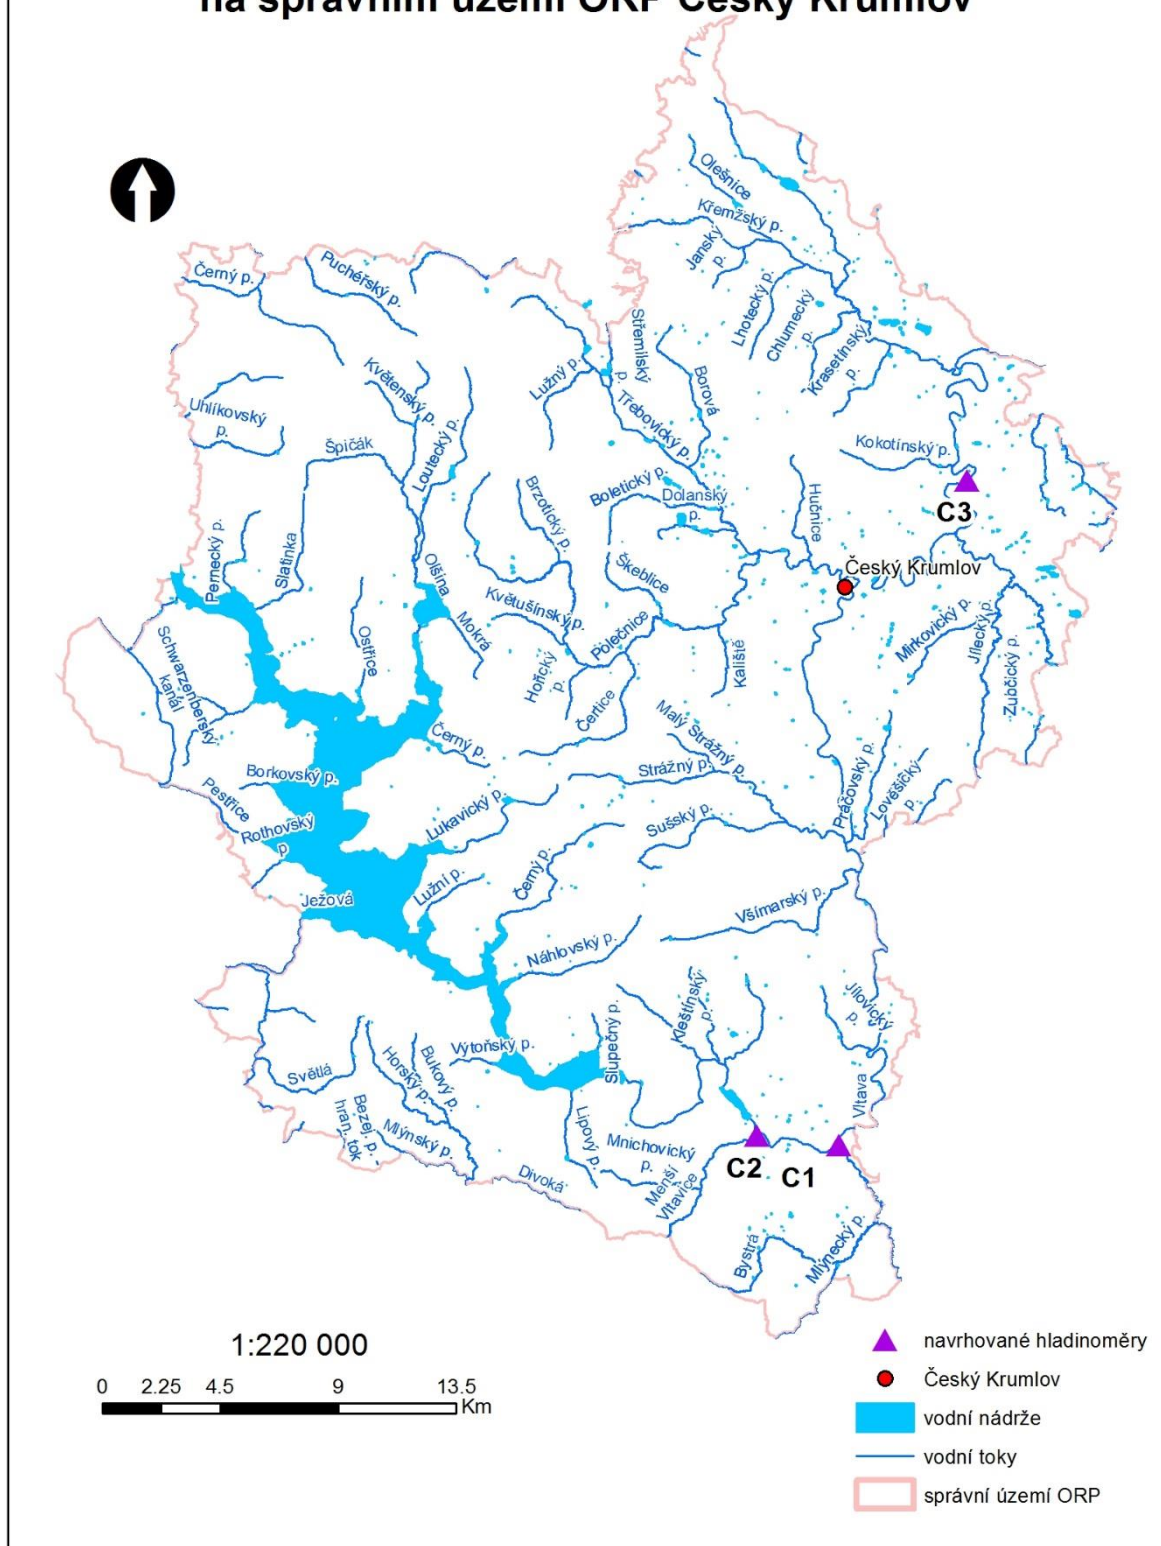 na správním území ORP Český Krumlov
Olešnice
Křemžský p.
Janský
p.
Černý p.
Puchéřský p.
Lhotecký p.
Chlumecký
p.
Krasetínský
p.
Střemilský
p.
Lužný p.
Borová
Květenský p.
Třebovický p.
Uhlíkovský
p.
Špičák
Loutecký p.
Kokotínský p.
Boletický p.
Dolanský
p.
Brzotický p.
Hučnice
C3
Pernecký p.
Slatinka
Olšina
Škeblice
Český Krumlov
Květušínský p.
Mokrá
Polečnice
Mirkovický p.
Jílecký p.
Zubčický p.
Schwarzenberský
kanál
Ostřice
Hořický
p.
Kaliště
Čertice
Malý Strážný p.
Černý p.
Strážný p.
Borkovský p.
Práčovský p.
Lověšický
p.
Pestřice
Rothovský
p
Lukavický p.
Sušský p.
Černý p.
Lužní p.
Ježová
Všímarský p.
Náhlovský p.
Kleštínský
p.
Jílovický
p.
Výtoňský p.
Slupečný p.
Světlá
Horský p.
Bukový p.
Vltava
Bezej. p.-
hran. tok
Mlýnský p.
Lipový p.
Mnichovický
p.
C2
C1
Divoká
Menší
Vltavice
Bystrá
Mlýnecký p.
1:220 000
0 2.25 4.5 9 13.5
Km
navrhované hladinoměry
Český Krumlov
vodní nádrže
vodní toky
správní území ORP